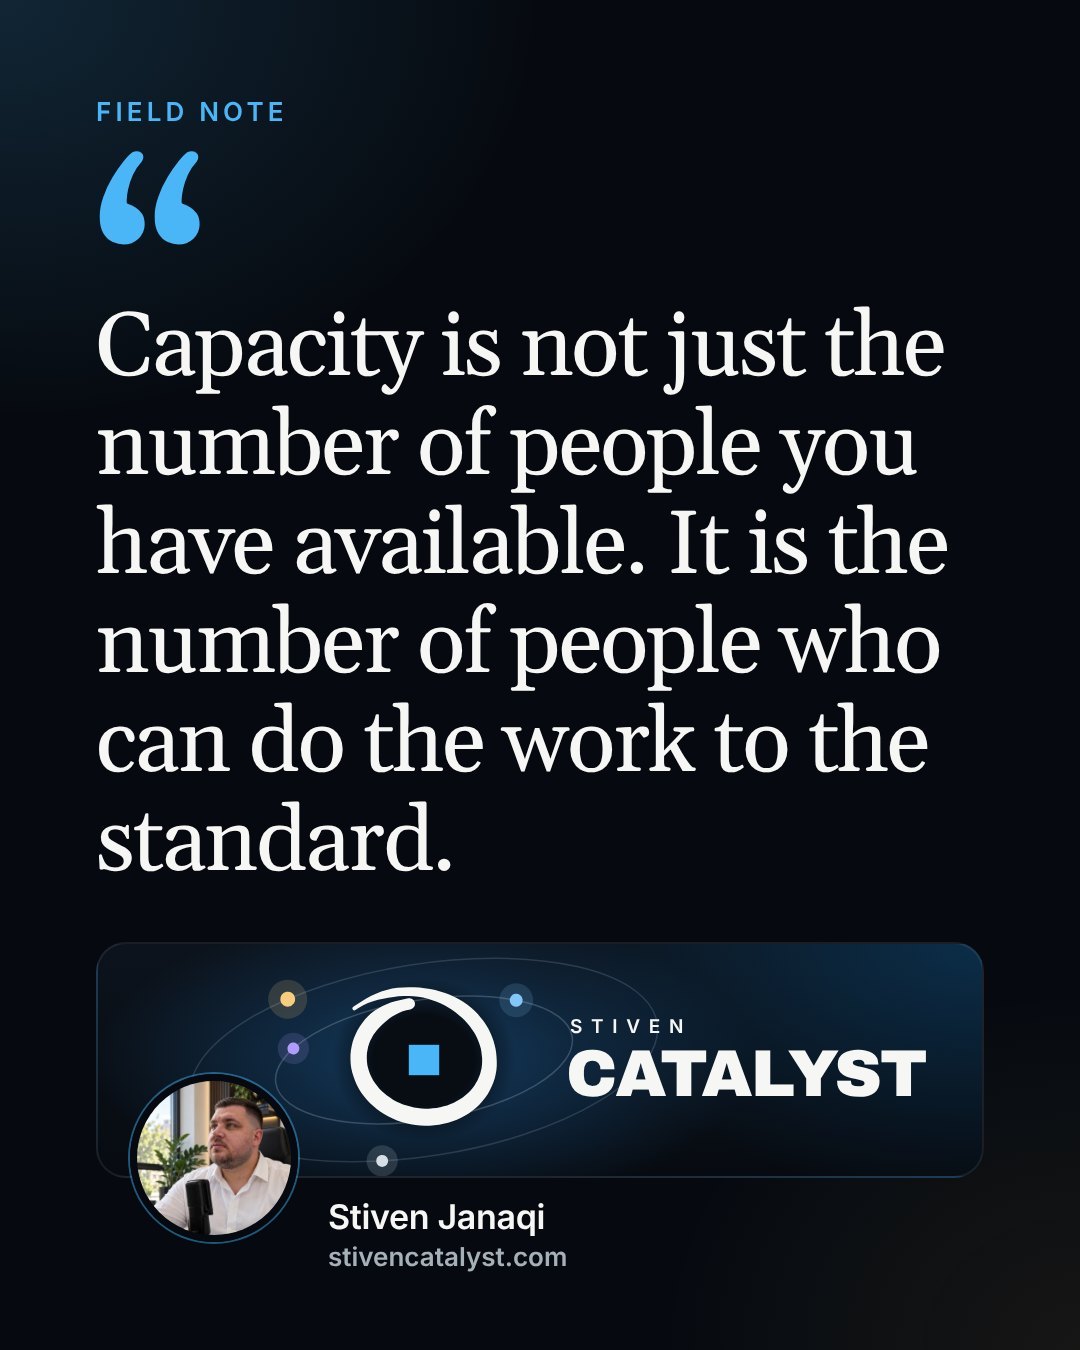 FIELD NOTE
“
Capacity is not just the
number of people you
have available. It is the
number of people who
can do the work to the
standard.
STIVEN
CATALYST
Stiven Janaqi
stivencatalyst.com